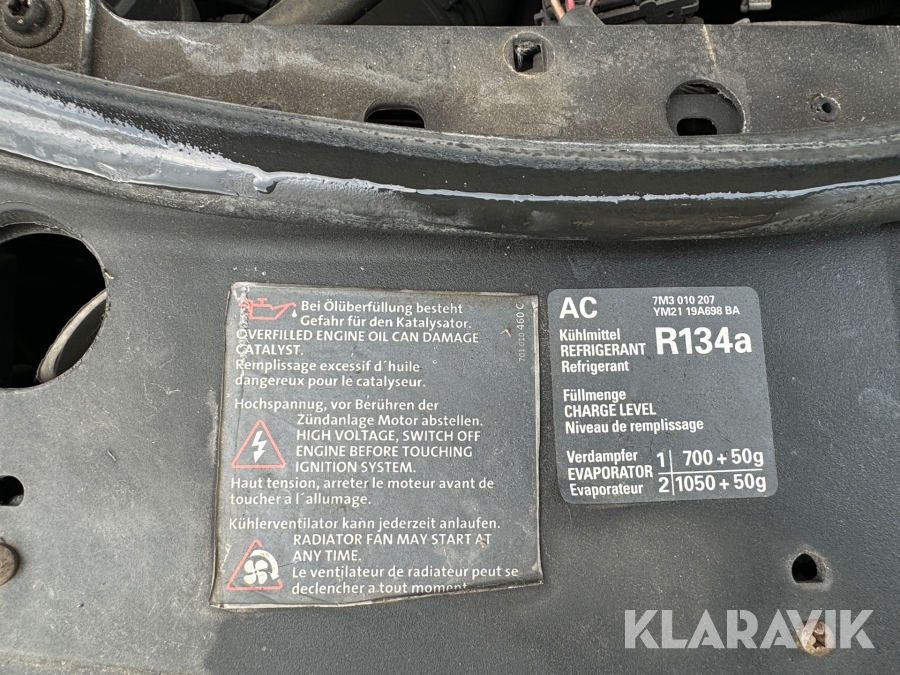 Bei Ölüberfüllung besteht
Gefahr für den Katalysator.
OVERFILLED ENGINE OIL CAN DAMAGE
CATALYST.
Remplissage excessif d´huile
dangereux pour le catalyseur.
701 010 460 C
Hochspannug, vor Berühren der
Zündanlage Motor abstellen.
HIGH VOLTAGE, SWITCH OFF
ENGINE BEFORE TOUCHING
IGNITION SYSTEM.
Haut tension, arreter le moteur avant de
toucher a l'allumage.
Kühlerventilator kann jederzeit anlaufen.
RADIATOR FAN MAY START AT
ANY TIME.
Le ventilateur de radiateur peut se
declencher a tout moment
AC
7M3 010 207
YM21 19A698 BA
Kühlmittel
REFRIGERANT R134a
Refrigerant
Füllmenge
CHARGE LEVEL
Niveau de remplissage
Verdampfer 1 700 + 50g
EVAPORATOR
Evaporateur 2 1050 + 50g
KLARAVIK